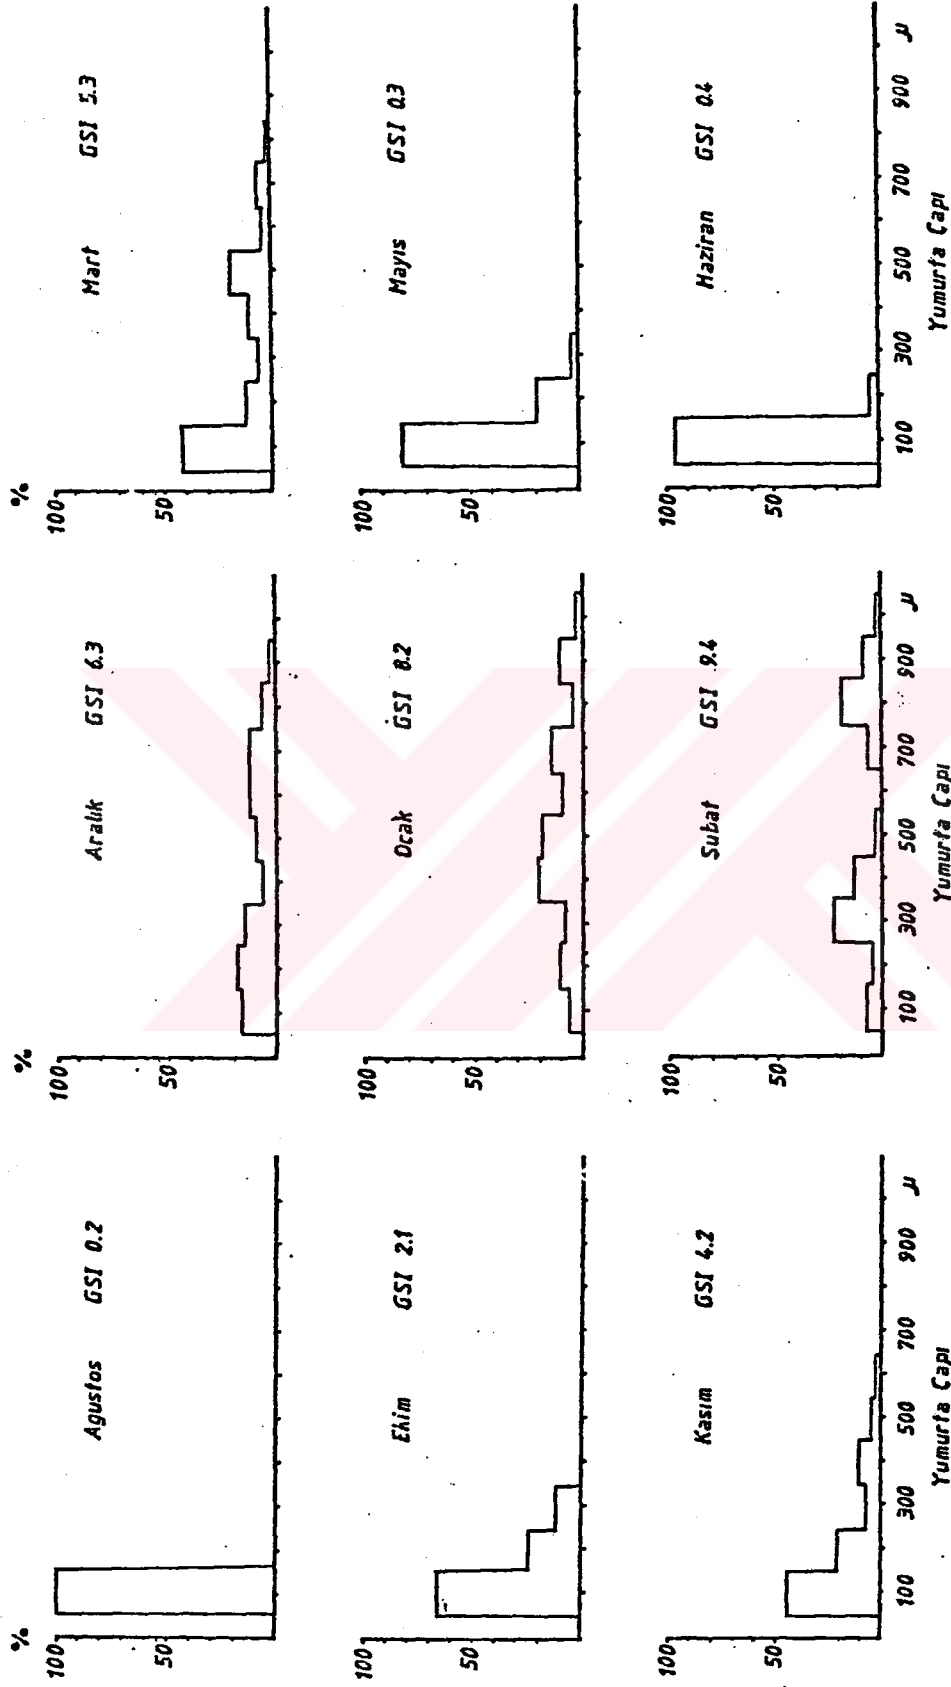 %
100
50
Agustos GSI 0.2
100
50
Ekim GSI 2.1
100
50
Kasım GSI 4.2
100 300 500 700 900 µ
Yumurta Capı
%
100
50
Aralık GSI 6.3
100
50
Ocak GSI 8.2
100
50
Subat GSI 9.4
100 300 500 700 900 µ
Yumurta Capı
%
100
50
Mart GSI 5.3
100
50
Mayıs GSI 0.3
100
50
Haziran GSI 0.4
100 300 500 700 900 µ
Yumurta Capı